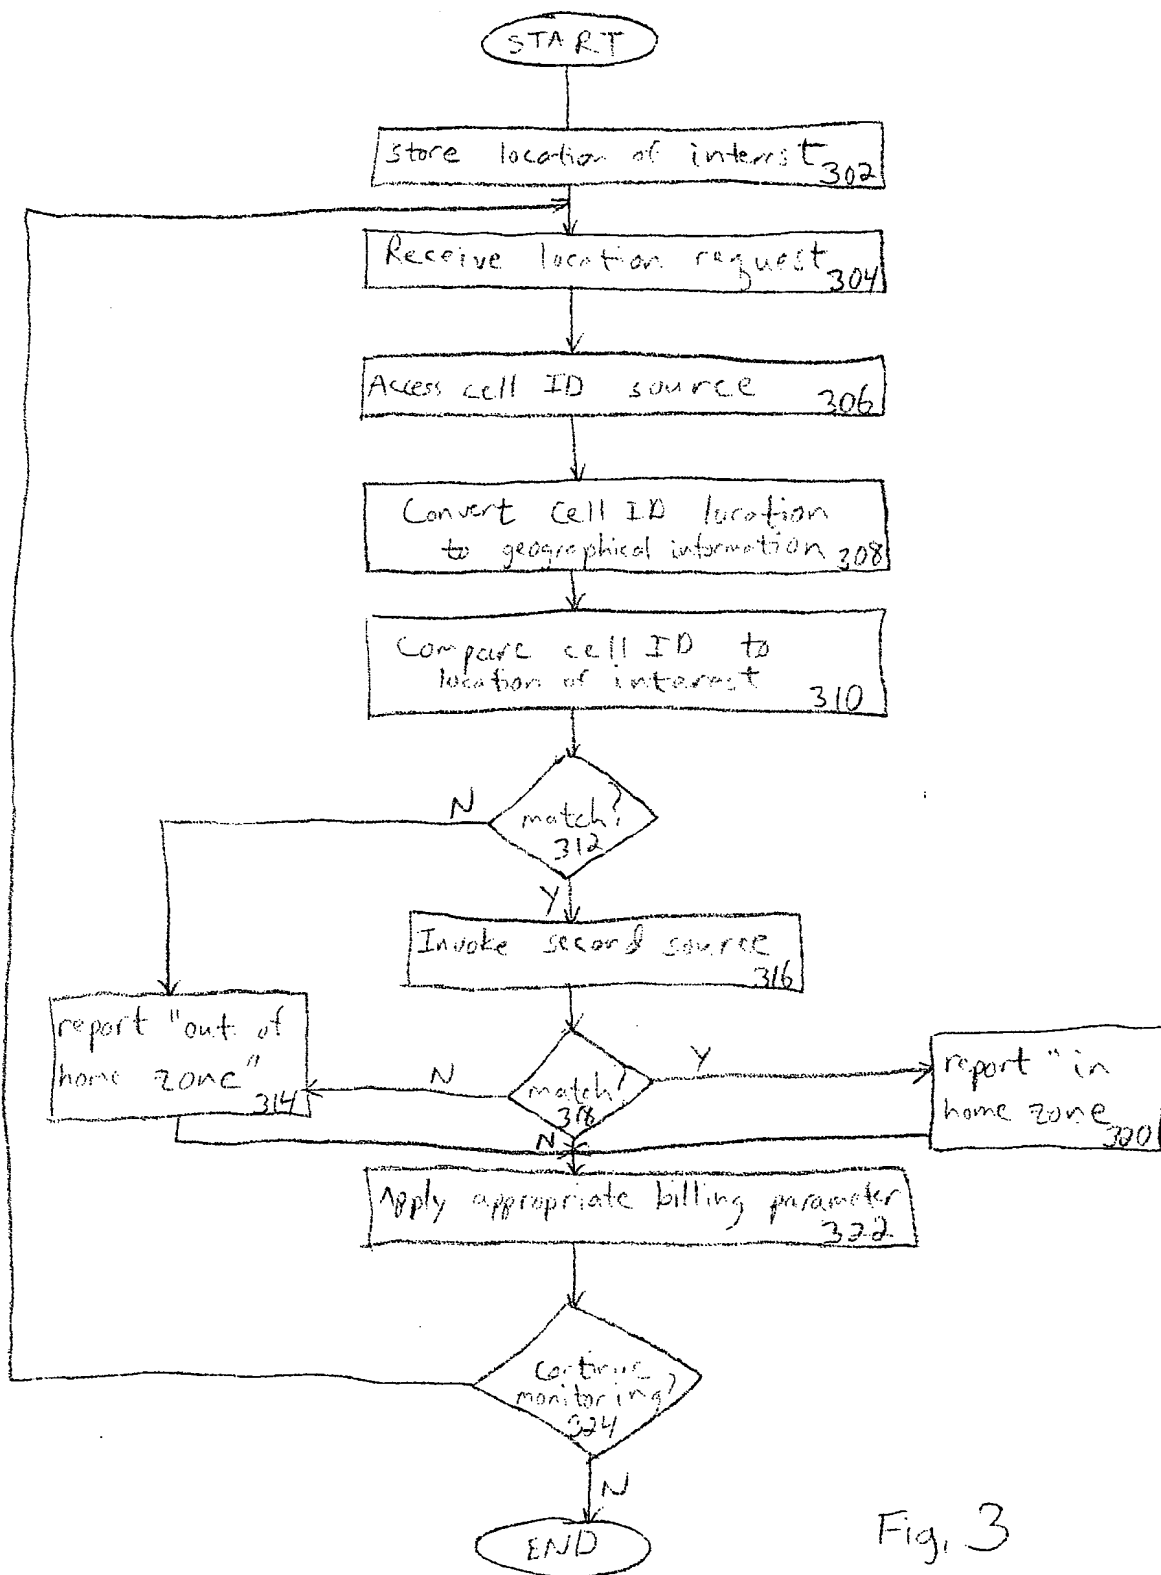 START
store location of interest
302
Receive location request
304
Access cell ID source 306
Convert cell ID location
to geographical information 308
Compare cell ID to
location of interest
310
N
match?
312
Y
Invoke second source
316
report "out of
home zone"
314
N
match?
318
Y
report "in
home zone
320
N
Apply appropriate billing parameter
322
continue
monitoring?
324
N
END
Fig. 3